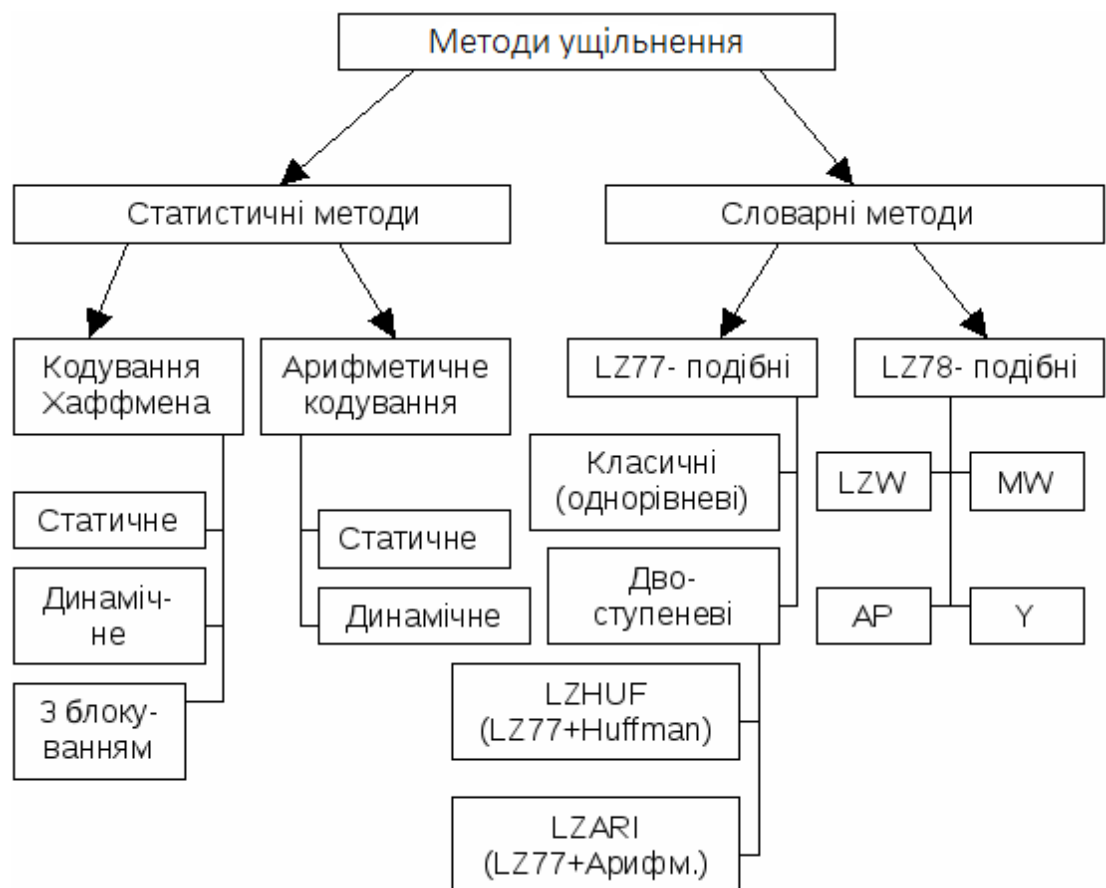 Методи ущільнення
Статистичні методи
Словарні методи
Кодування
Хаффмена
Арифметичне
кодування
LZ77- подібні
LZ78- подібні
Класичні
(однорівневі)
LZW
MW
Статичне
Статичне
Динаміч-
не
Динамічне
Дво-
ступеневі
AP
Y
З блоку-
ванням
LZHUF
(LZ77+Huffman)
LZARI
(LZ77+Арифм.)